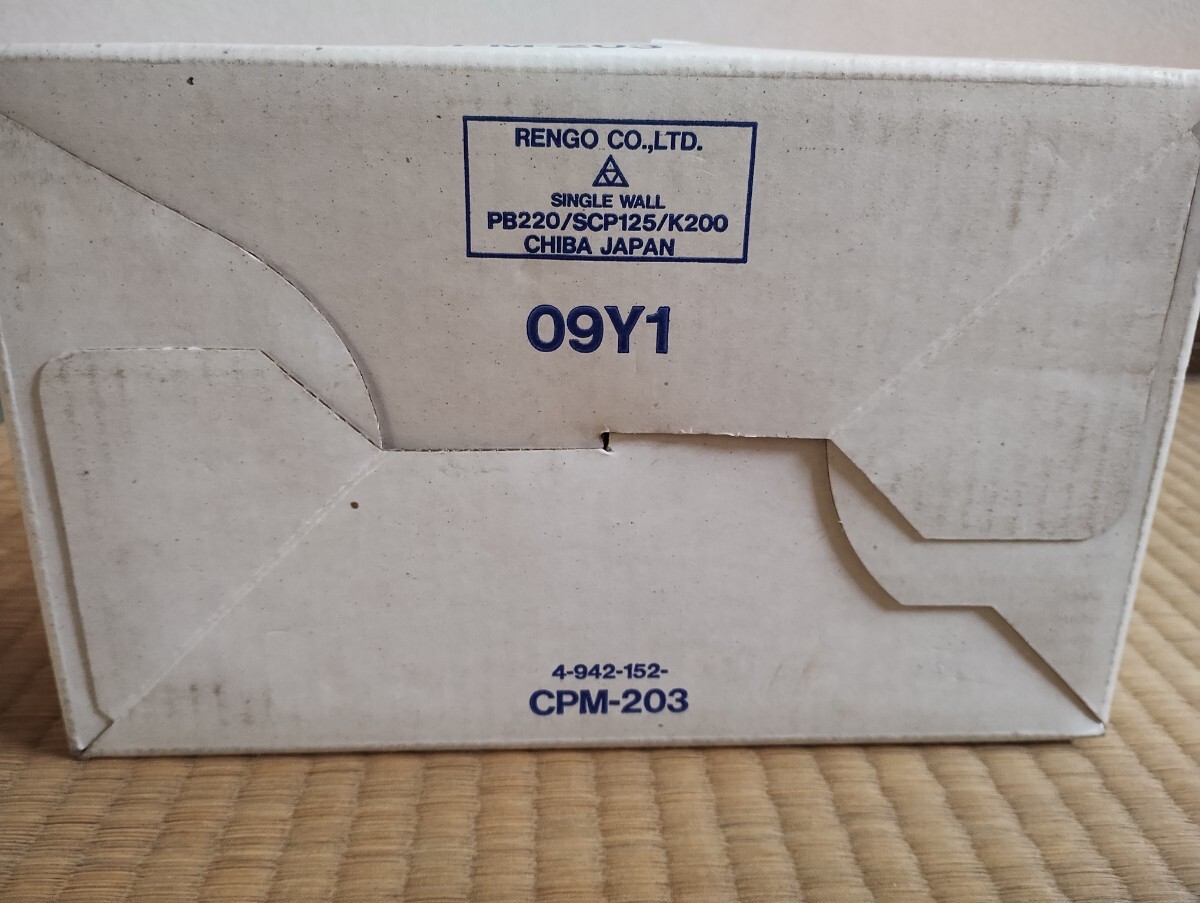 RENGO CO.,LTD.
SINGLE WALL
PB220/SCP125/K200
CHIBA JAPAN
09Y1
4-942-152-
CPM-203